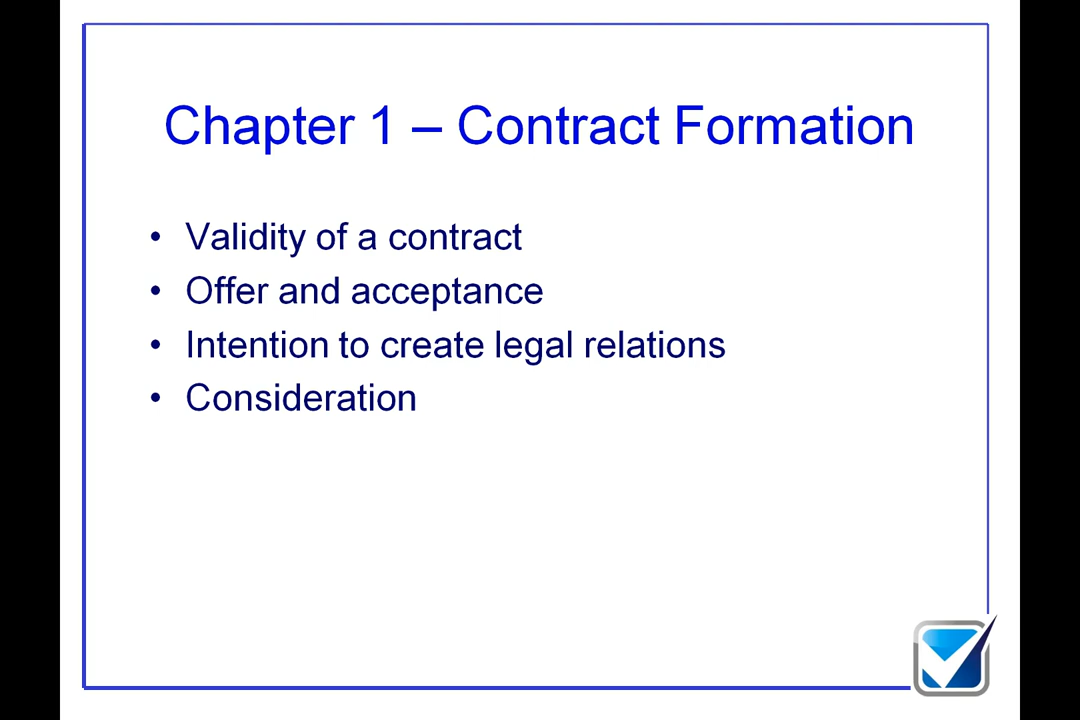 Chapter 1 – Contract Formation
• Validity of a contract
• Offer and acceptance
• Intention to create legal relations
• Consideration